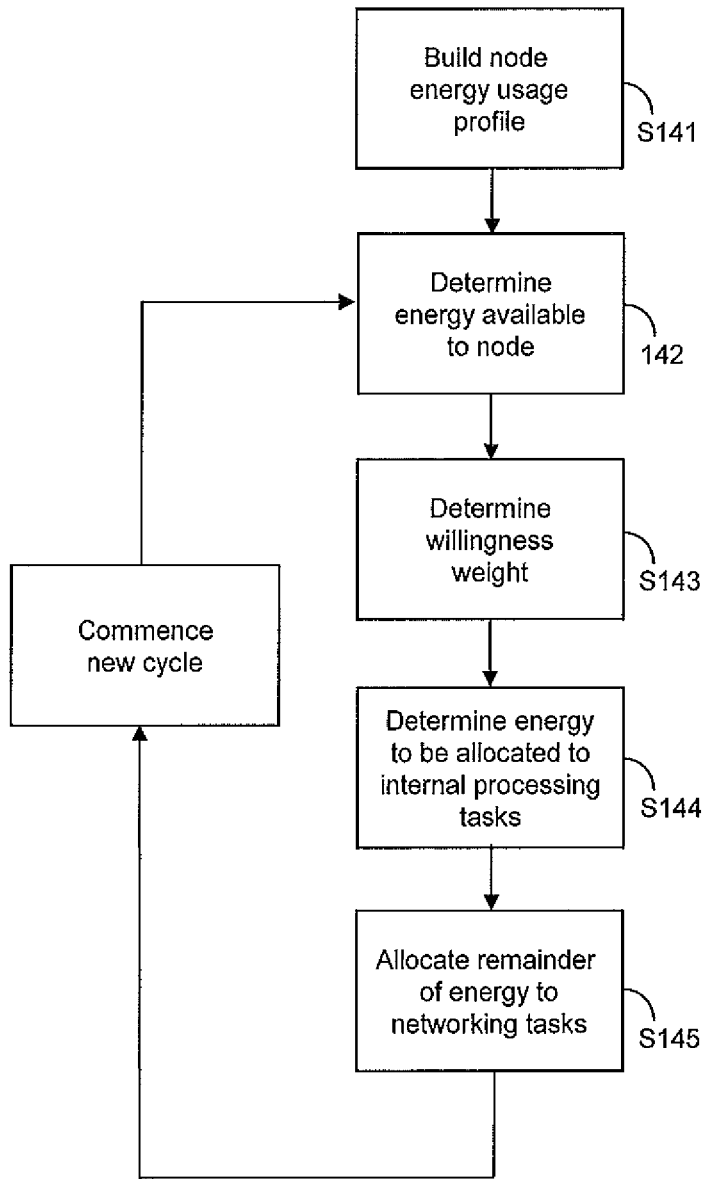 Build node
energy usage
profile
S141
Determine
energy available
to node
142
Determine
willingness
weight
S143
Commence
new cycle
Determine energy
to be allocated to
internal processing
tasks
S144
Allocate remainder
of energy to
networking tasks
S145